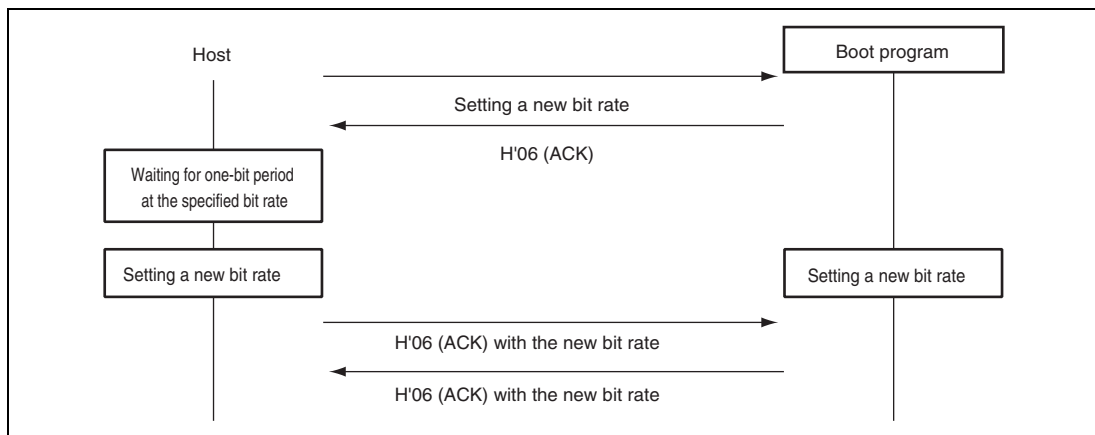 Host
Boot program
Setting a new bit rate
H'06 (ACK)
Waiting for one-bit period
at the specified bit rate
Setting a new bit rate
Setting a new bit rate
H'06 (ACK) with the new bit rate
H'06 (ACK) with the new bit rate